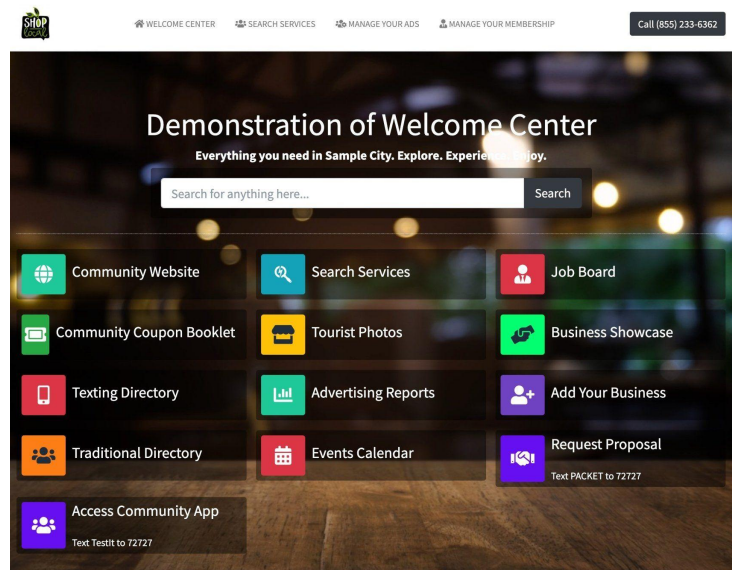 SHOP
LOCAL
WELCOME CENTER
SEARCH SERVICES
MANAGE YOUR ADS
MANAGE YOUR MEMBERSHIP
Call (855) 233-6362
Demonstration of Welcome Center
Everything you need in Sample City. Explore. Experience. Enjoy.
Search for anything here...
Search
Community Website
Search Services
Job Board
Community Coupon Booklet
Tourist Photos
Business Showcase
Texting Directory
Advertising Reports
Add Your Business
Traditional Directory
Events Calendar
Request Proposal
Text PACKET to 72727
Access Community App
Text TestIt to 72727